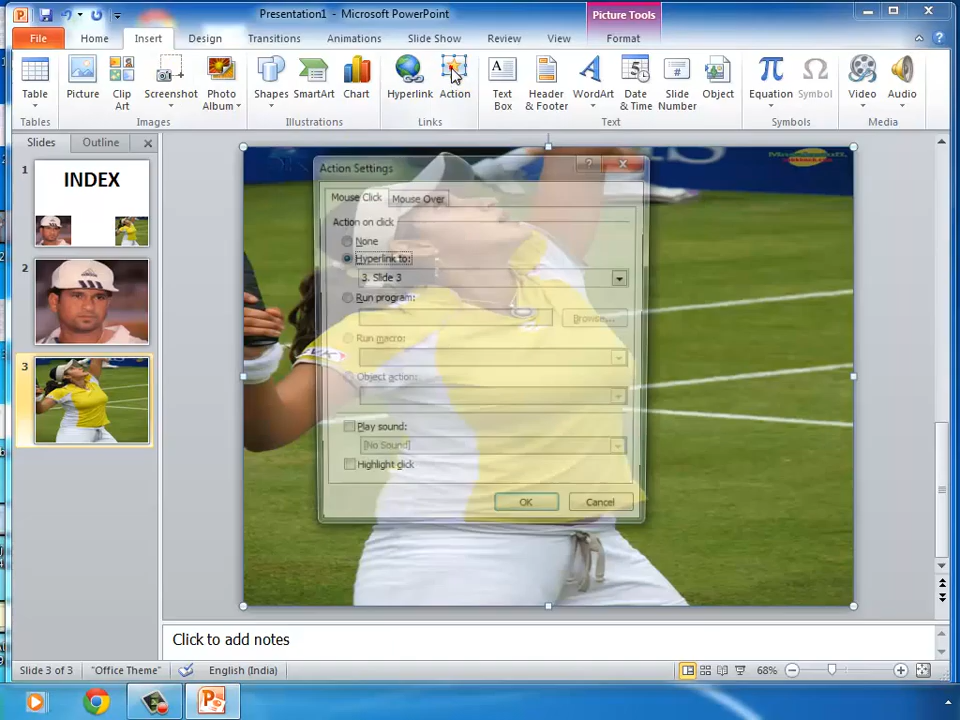 Presentation1 - Microsoft PowerPoint
Picture Tools
File Home Insert Design Transitions Animations Slide Show Review View Format
Table Picture Clip Art Screenshot Photo Album Shapes SmartArt Chart Hyperlink Action Text Box Header & Footer WordArt Date & Time Slide Number Object Equation Symbol Video Audio
Tables Images Illustrations Links Text Symbols Media
Slides Outline
1
INDEX
2
3
Action Settings
Mouse Click Mouse Over
Action on click
None
Hyperlink to:
3. Slide 3
Run program:
Browse...
Run macro:
Object action:
Play sound:
[No Sound]
Highlight click
OK Cancel
Click to add notes
Slide 3 of 3 "Office Theme" English (India) 68%